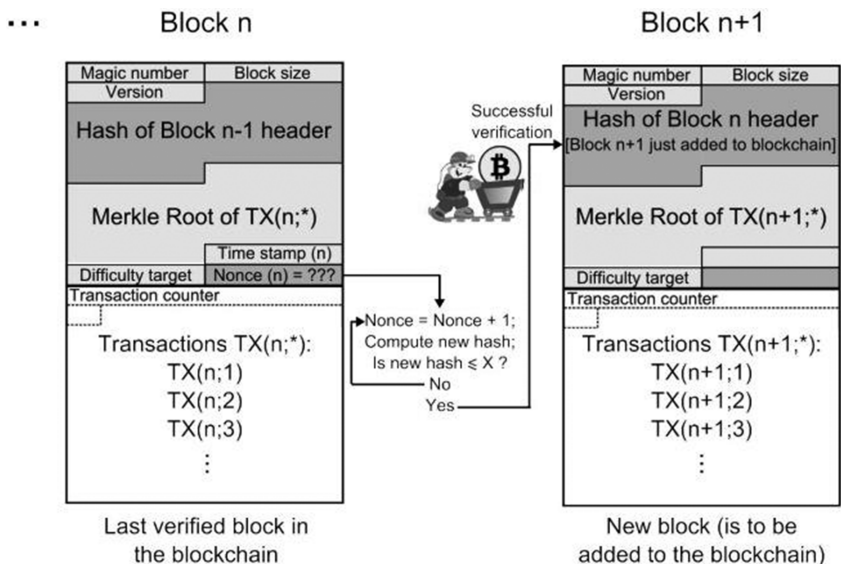 ... Block n Block n+1
Magic number Block size
Version
Hash of Block n-1 header
Merkle Root of TX(n;*)
Time stamp (n)
Difficulty target Nonce (n) = ???
Transaction counter
Transactions TX(n;*):
TX(n;1)
TX(n;2)
TX(n;3)
⋮
Last verified block in
the blockchain
Successful
verification
₿
Nonce = Nonce + 1;
Compute new hash;
Is new hash ⩽ X ?
No
Yes
Magic number Block size
Version
Hash of Block n header
[Block n+1 just added to blockchain]
Merkle Root of TX(n+1;*)
Difficulty target
Transaction counter
Transactions TX(n+1;*):
TX(n+1;1)
TX(n+1;2)
TX(n+1;3)
⋮
New block (is to be
added to the blockchain)